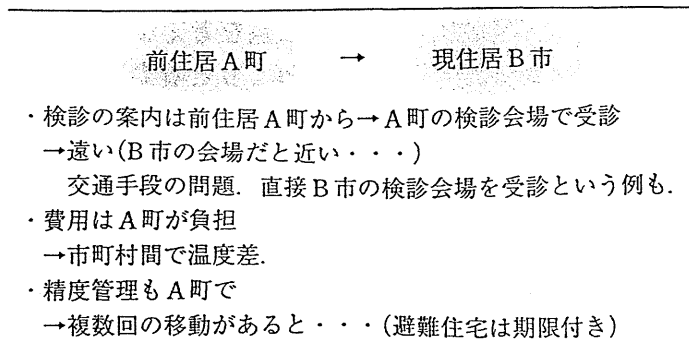 前住居A町 → 現住居B市
・検診の案内は前住居A町から→A町の検診会場で受診
→遠い(B市の会場だと近い・・・)
交通手段の問題．直接B市の検診会場を受診という例も．
・費用はA町が負担
→市町村間で温度差．
・精度管理もA町で
→複数回の移動があると・・・(避難住宅は期限付き)